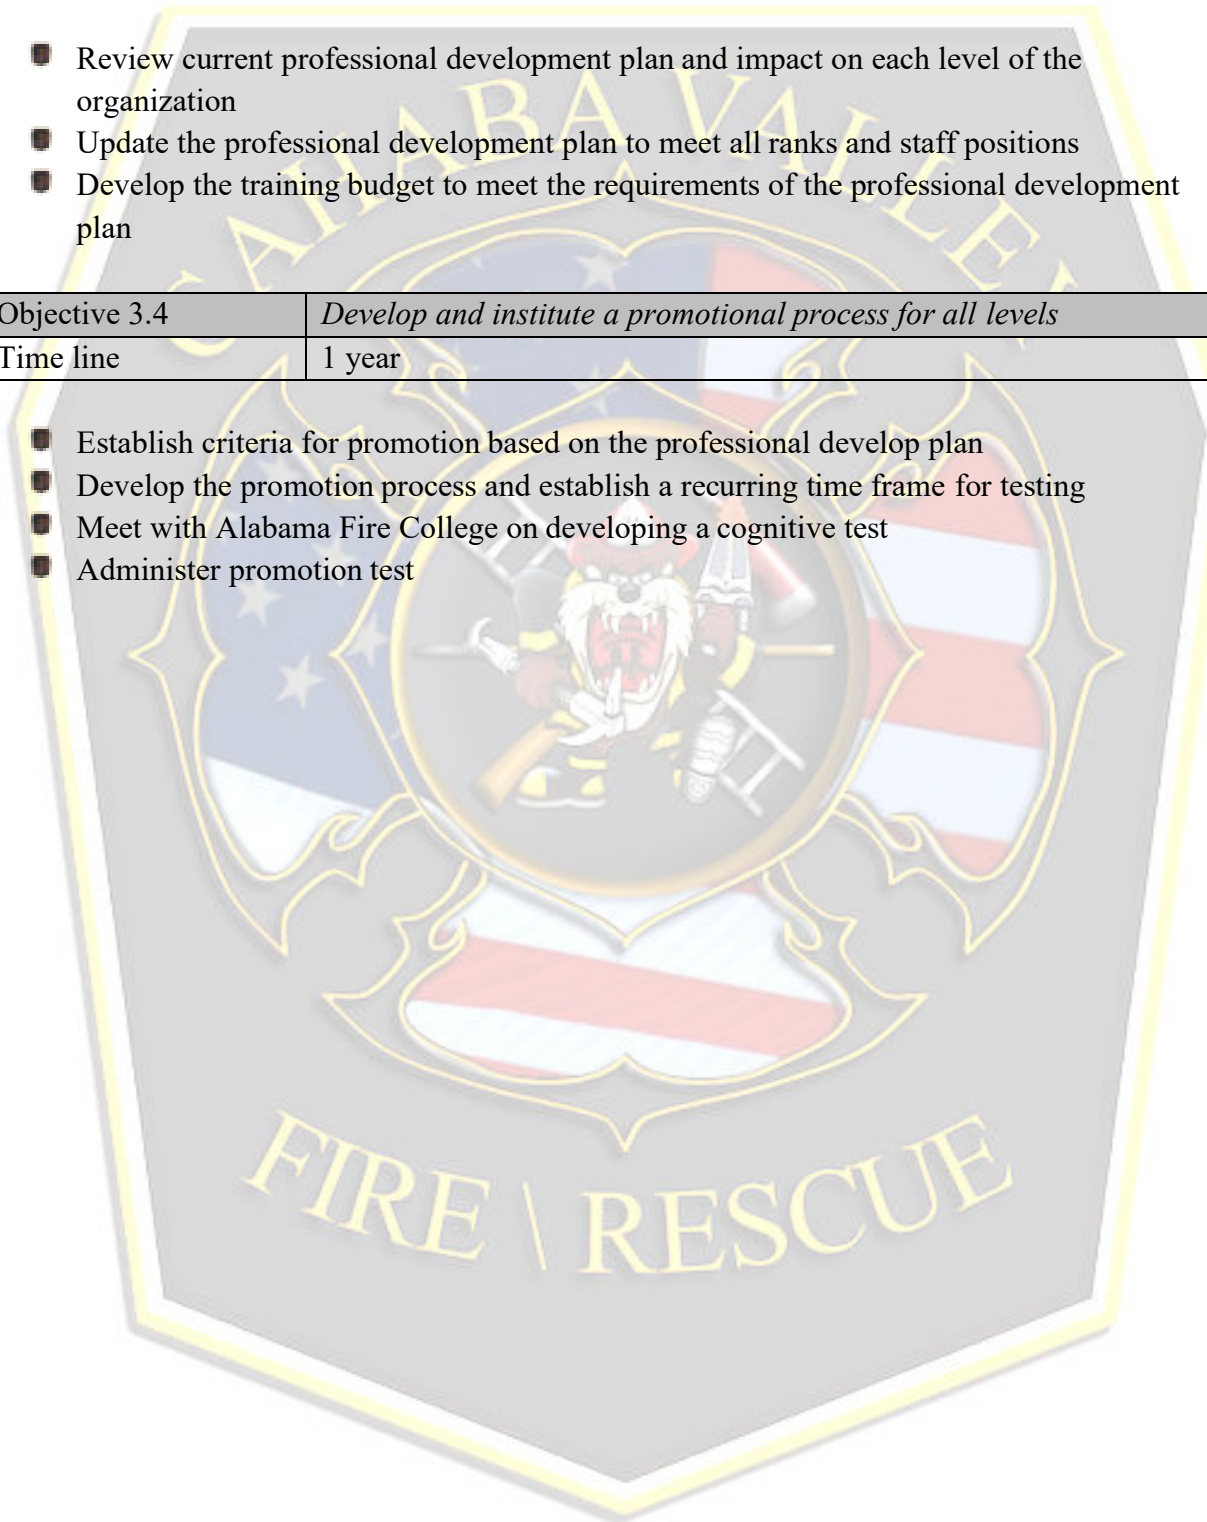 Review current professional development plan and impact on each level of the
organization
Update the professional development plan to meet all ranks and staff positions
Develop the training budget to meet the requirements of the professional development
plan
Objective 3.4 Develop and institute a promotional process for all levels
Time line 1 year
Establish criteria for promotion based on the professional develop plan
Develop the promotion process and establish a recurring time frame for testing
Meet with Alabama Fire College on developing a cognitive test
Administer promotion test
CAHABA VALLEY
FIRE \ RESCUE